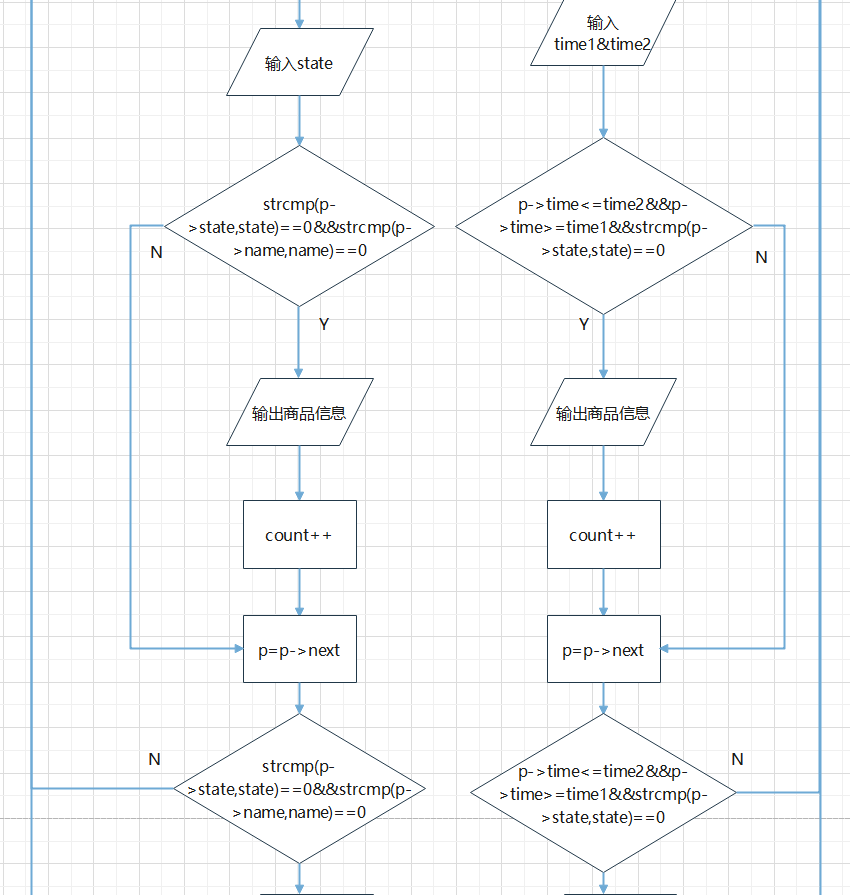 输入state
输入
time1&time2
strcmp(p-
>state,state)==0&&strcmp(p-
>name,name)==0
p->time<=time2&&p-
>time>=time1&&strcmp(p-
>state,state)==0
N
N
Y
Y
输出商品信息
输出商品信息
count++
count++
p=p->next
p=p->next
N
N
strcmp(p-
>state,state)==0&&strcmp(p-
>name,name)==0
p->time<=time2&&p-
>time>=time1&&strcmp(p-
>state,state)==0